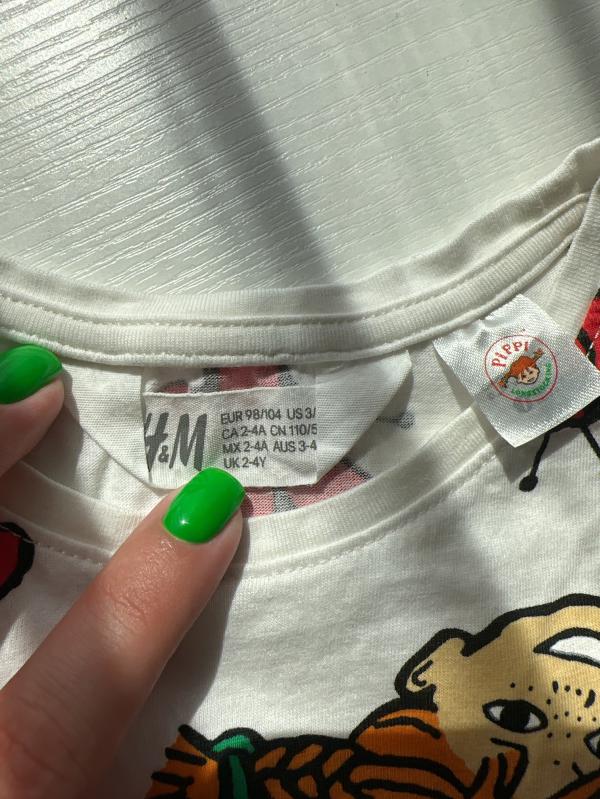 H&M
EUR 98/104 US 3/
CA 2-4A CN 110/5
MX 2-4A AUS 3-4
UK 2-4Y
PIPPI
LONGSTOCKING